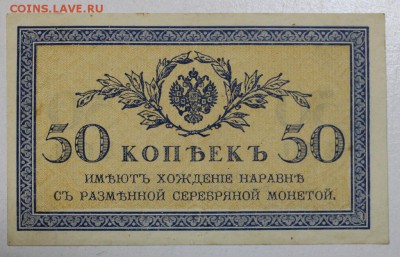 COINS.LAVE.RU
50 КОПѢЕКЪ 50
ИМѢЮТЪ ХОЖДЕНІЕ НАРАВНѢ
СЪ РАЗМѢННОЙ СЕРЕБРЯНОЙ МОНЕТОЙ.